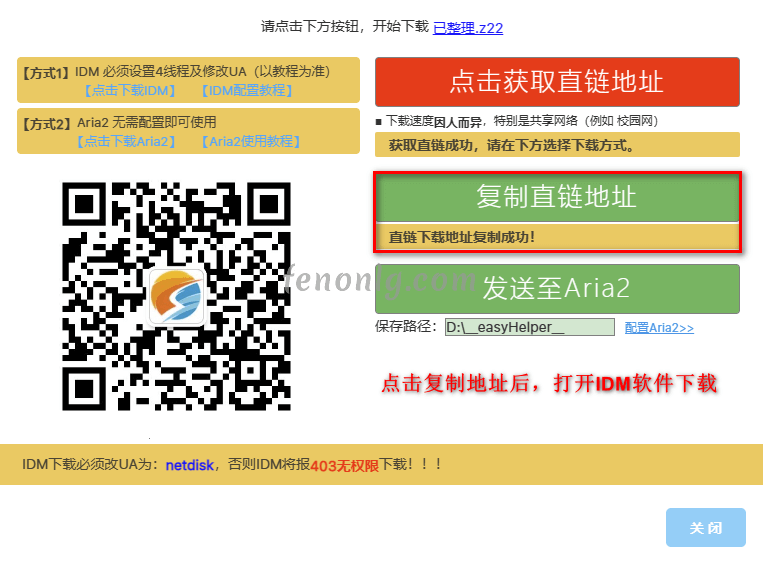 请点击下方按钮，开始下载 已整理.z22
【方式1】IDM 必须设置4线程及修改UA（以教程为准）
【点击下载IDM】 【IDM配置教程】
【方式2】Aria2 无需配置即可使用
【点击下载Aria2】 【Aria2使用教程】
点击获取直链地址
■ 下载速度因人而异，特别是共享网络（例如 校园网）
获取直链成功，请在下方选择下载方式。
复制直链地址
直链下载地址复制成功！
发送至Aria2
保存路径：D:\__easyHelper__ 配置Aria2>>
点击复制地址后，打开IDM软件下载
IDM下载必须改UA为：netdisk，否则IDM将报403无权限下载！！！
关 闭